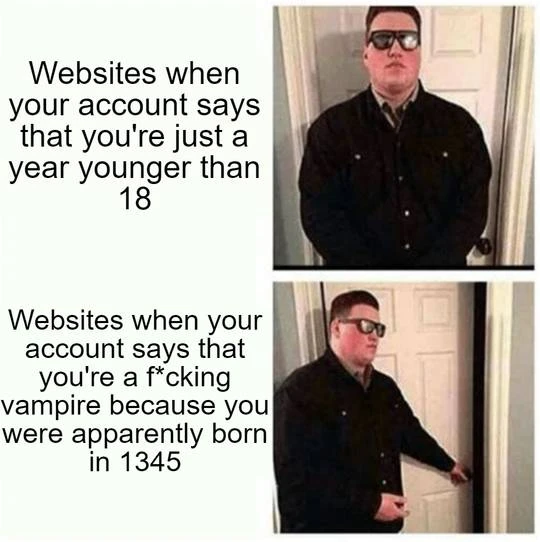 Websites when
your account says
that you're just a
year younger than
18
Websites when your
account says that
you're a f*cking
vampire because you
were apparently born
in 1345